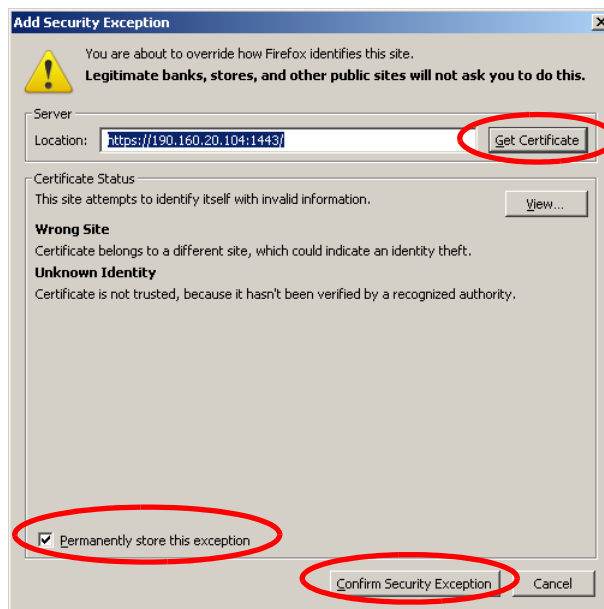 Add Security Exception
You are about to override how Firefox identifies this site.
Legitimate banks, stores, and other public sites will not ask you to do this.
Server
Location: https://190.160.20.104:1443/ Get Certificate
Certificate Status
This site attempts to identify itself with invalid information.
View...
Wrong Site
Certificate belongs to a different site, which could indicate an identity theft.
Unknown Identity
Certificate is not trusted, because it hasn't been verified by a recognized authority.
Permanently store this exception
Confirm Security Exception Cancel